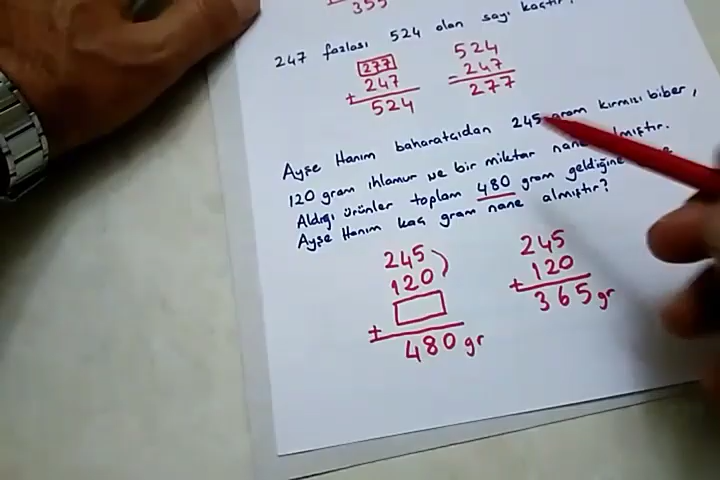 355
247 fazlası 524 olan sayı kaçtır?
277
+ 247
524
524
- 247
277
Ayşe Hanım baharatçıdan 245 gram kırmızı biber,
120 gram ıhlamur ve bir miktar nane almıştır.
Aldığı ürünler toplam 480 gram geldiğine
Ayşe Hanım kaç gram nane almıştır?
245
120
+
480 gr
245
+ 120
365 gr